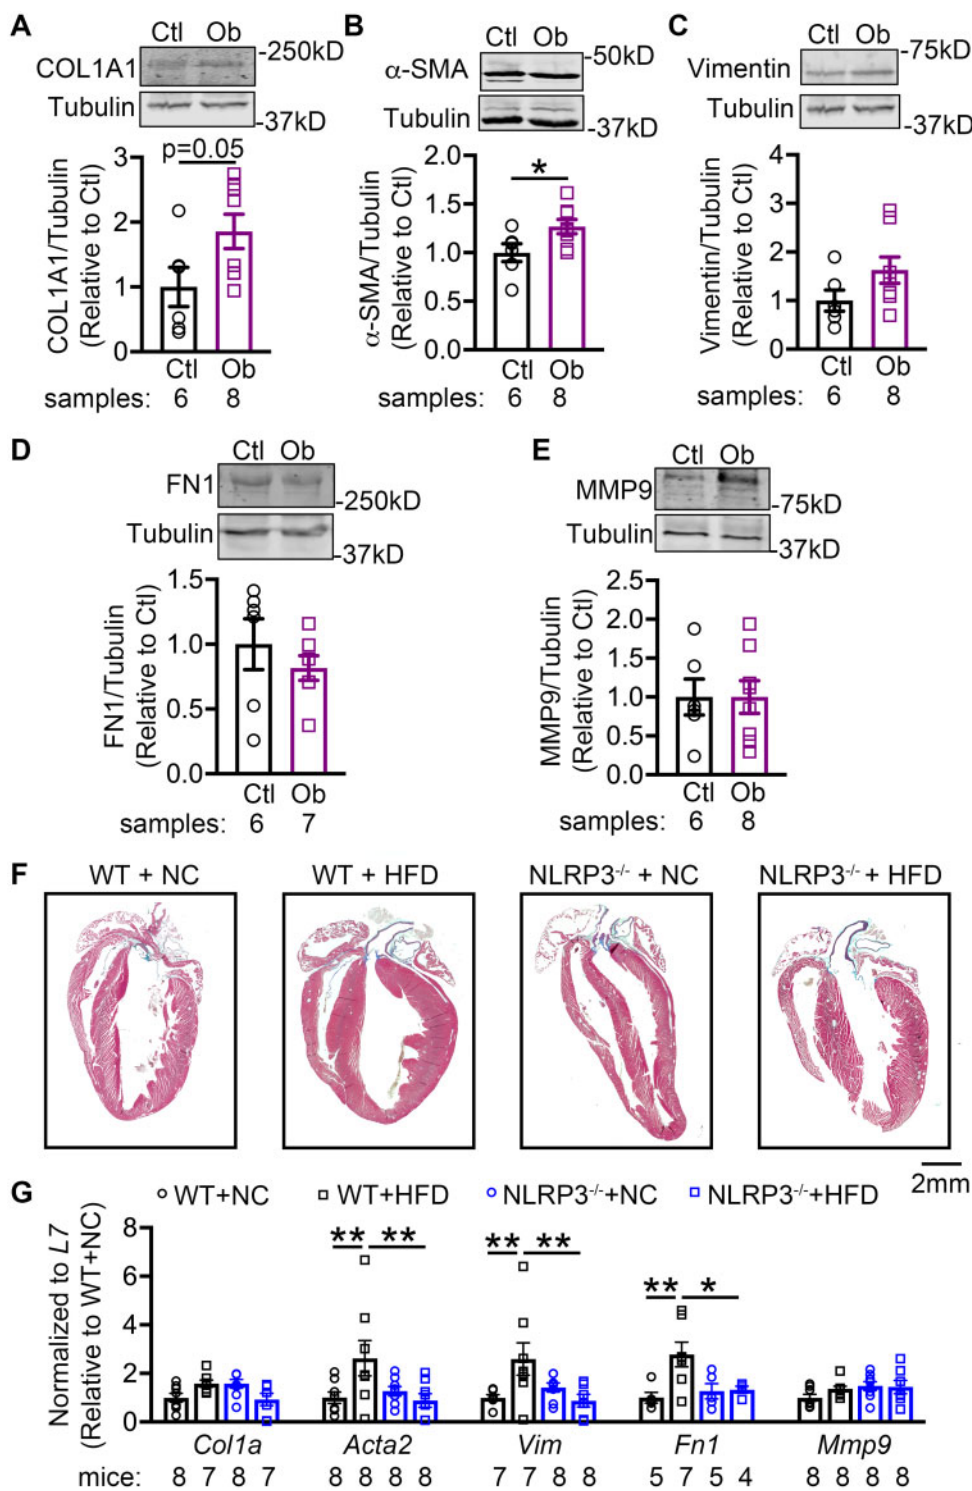 A
Ctl Ob
COL1A1
-250kD
Tubulin
-37kD
p=0.05
COL1A1/Tubulin
(Relative to Ctl)
3
2
1
0
Ctl Ob
samples: 6 8
B
Ctl Ob
α-SMA
-50kD
Tubulin
-37kD
*
α-SMA/Tubulin
(Relative to Ctl)
2.0
1.5
1.0
0.5
0.0
Ctl Ob
samples: 6 8
C
Ctl Ob
Vimentin
-75kD
Tubulin
-37kD
Vimentin/Tubulin
(Relative to Ctl)
4
3
2
1
0
Ctl Ob
samples: 6 8
D
Ctl Ob
FN1
-250kD
Tubulin
-37kD
FN1/Tubulin
(Relative to Ctl)
1.5
1.0
0.5
0.0
Ctl Ob
samples: 6 7
E
Ctl Ob
MMP9
-75kD
Tubulin
-37kD
MMP9/Tubulin
(Relative to Ctl)
2.5
2.0
1.5
1.0
0.5
0.0
Ctl Ob
samples: 6 8
F
WT + NC WT + HFD NLRP3-/- + NC NLRP3-/- + HFD
2mm
G
WT+NC WT+HFD NLRP3-/-+NC NLRP3-/-+HFD
Normalized to L7
(Relative to WT+NC)
8
6
4
2
0
** ** ** ** ** *
Col1a Acta2 Vim Fn1 Mmp9
mice: 8 7 8 7 8 8 8 8 7 7 8 8 5 7 5 4 8 8 8 8